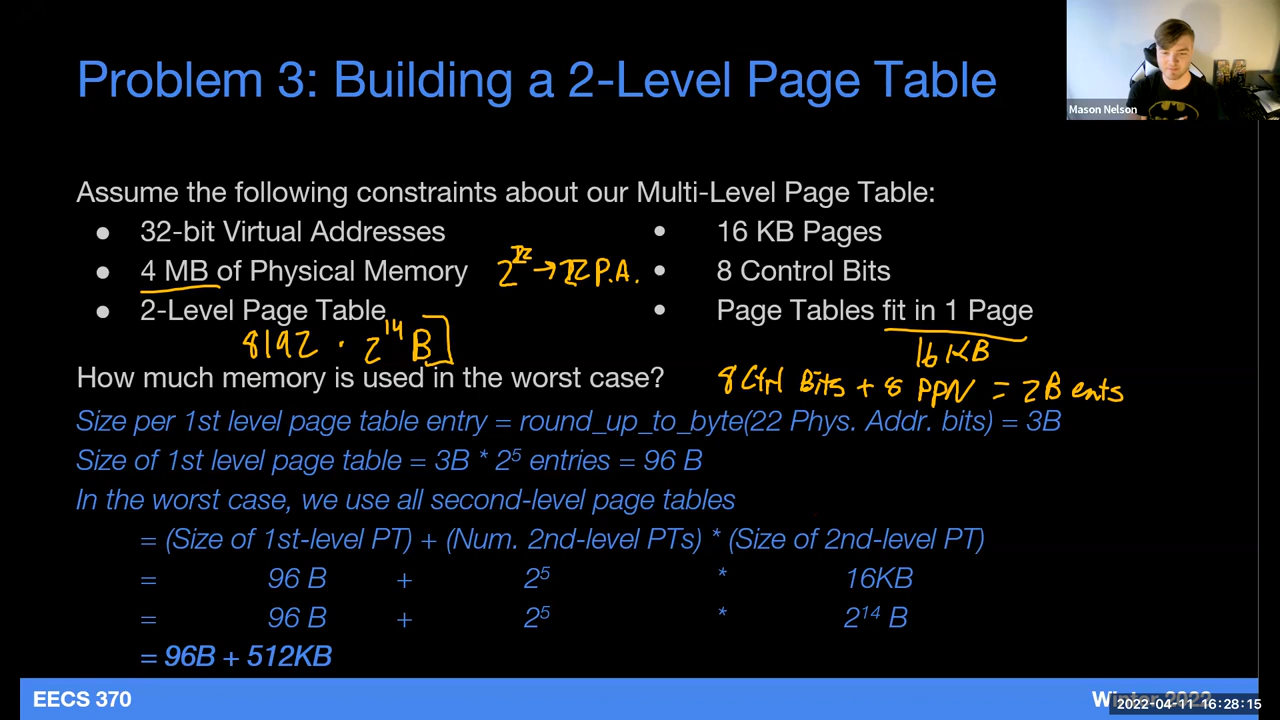 Problem 3: Building a 2-Level Page Table
Mason Nelson
Assume the following constraints about our Multi-Level Page Table:
● 32-bit Virtual Addresses
● 4 MB of Physical Memory
2²² → 22 P.A.
● 2-Level Page Table
● 16 KB Pages
● 8 Control Bits
● Page Tables fit in 1 Page
16 KB
8192 · 2¹⁴ B
How much memory is used in the worst case?
8 Ctrl Bits + 8 PPN = 2B ents
Size per 1st level page table entry = round_up_to_byte(22 Phys. Addr. bits) = 3B
Size of 1st level page table = 3B * 2⁵ entries = 96 B
In the worst case, we use all second-level page tables
= (Size of 1st-level PT) + (Num. 2nd-level PTs) * (Size of 2nd-level PT)
= 96 B + 2⁵ * 16KB
= 96 B + 2⁵ * 2¹⁴ B
= 96B + 512KB
EECS 370
Winter 2022
2022-04-11 16:28:15